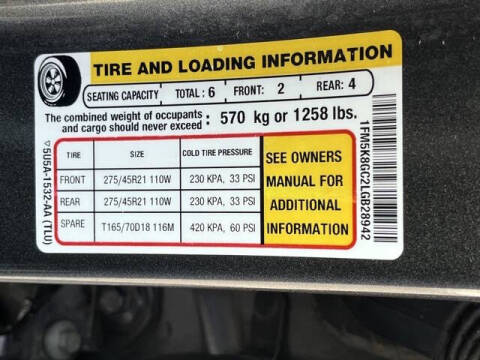 TIRE AND LOADING INFORMATION
SEATING CAPACITY TOTAL : 6 FRONT: 2 REAR: 4
The combined weight of occupants and cargo should never exceed : 570 kg or 1258 lbs.
TIRE SIZE COLD TIRE PRESSURE
FRONT 275/45R21 110W 230 KPA, 33 PSI
REAR 275/45R21 110W 230 KPA, 33 PSI
SPARE T165/70D18 116M 420 KPA, 60 PSI
SEE OWNERS
MANUAL FOR
ADDITIONAL
INFORMATION
5U5A-1532-AA (TLU)
1FM5K8GC2LGB28942